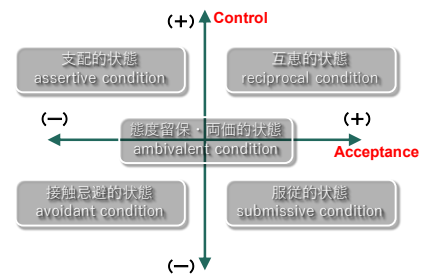 (+)
Control
支配的状態
assertive condition
互恵的状態
reciprocal condition
(−)
(+)
態度留保・両価的状態
ambivalent condition
Acceptance
接触忌避的状態
avoidant condition
服従的状態
submissive condition
(−)